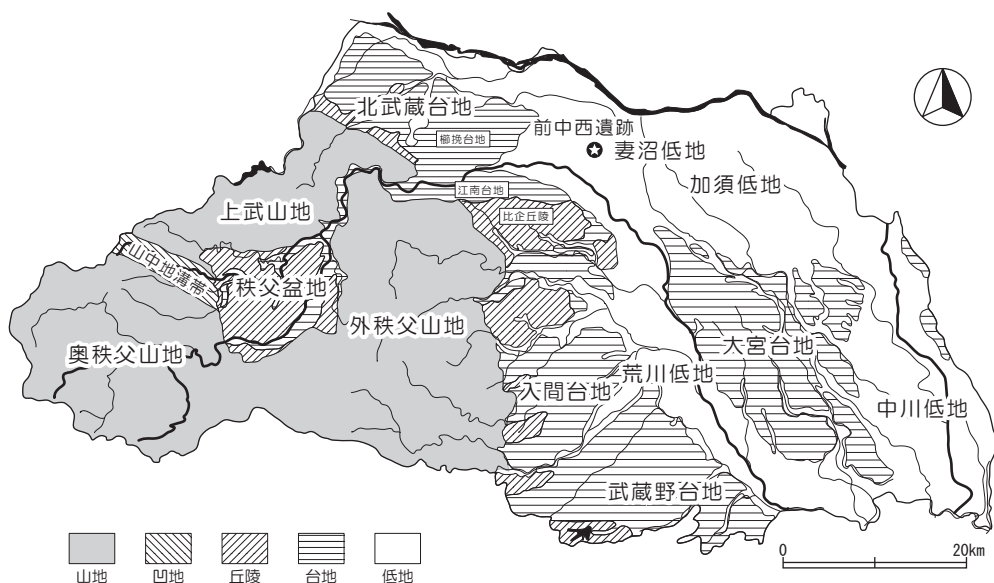 北武蔵台地
前中西遺跡
櫛挽台地
妻沼低地
加須低地
江南台地
上武山地
比企丘陵
山中地溝帯
秩父盆地
外秩父山地
大宮台地
奥秩父山地
入間台地
荒川低地
中川低地
武蔵野台地
山地
凹地
丘陵
台地
低地
0
20km